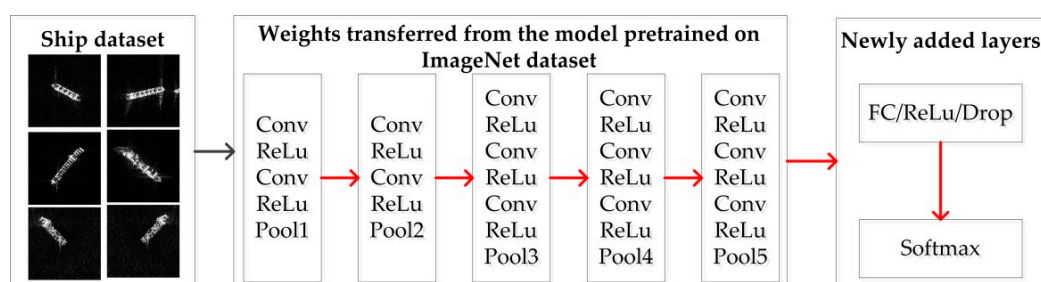 Ship dataset
Weights transferred from the model pretrained on
ImageNet dataset
Conv
ReLu
Conv
ReLu
Pool1
Conv
ReLu
Conv
ReLu
Pool2
Conv
ReLu
Conv
ReLu
Conv
ReLu
Pool3
Conv
ReLu
Conv
ReLu
Conv
ReLu
Pool4
Conv
ReLu
Conv
ReLu
Conv
ReLu
Pool5
Newly added layers
FC/ReLu/Drop
Softmax